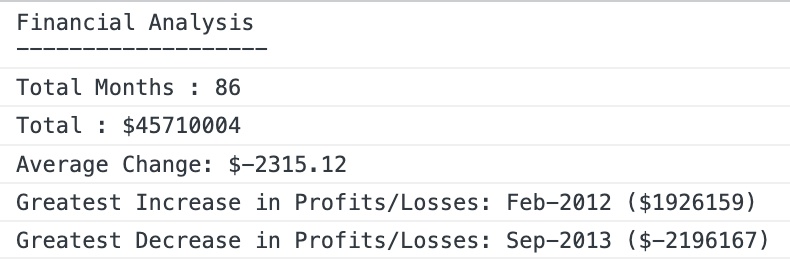 Financial Analysis
-------------------
Total Months : 86
Total : $45710004
Average Change: $-2315.12
Greatest Increase in Profits/Losses: Feb-2012 ($1926159)
Greatest Decrease in Profits/Losses: Sep-2013 ($-2196167)